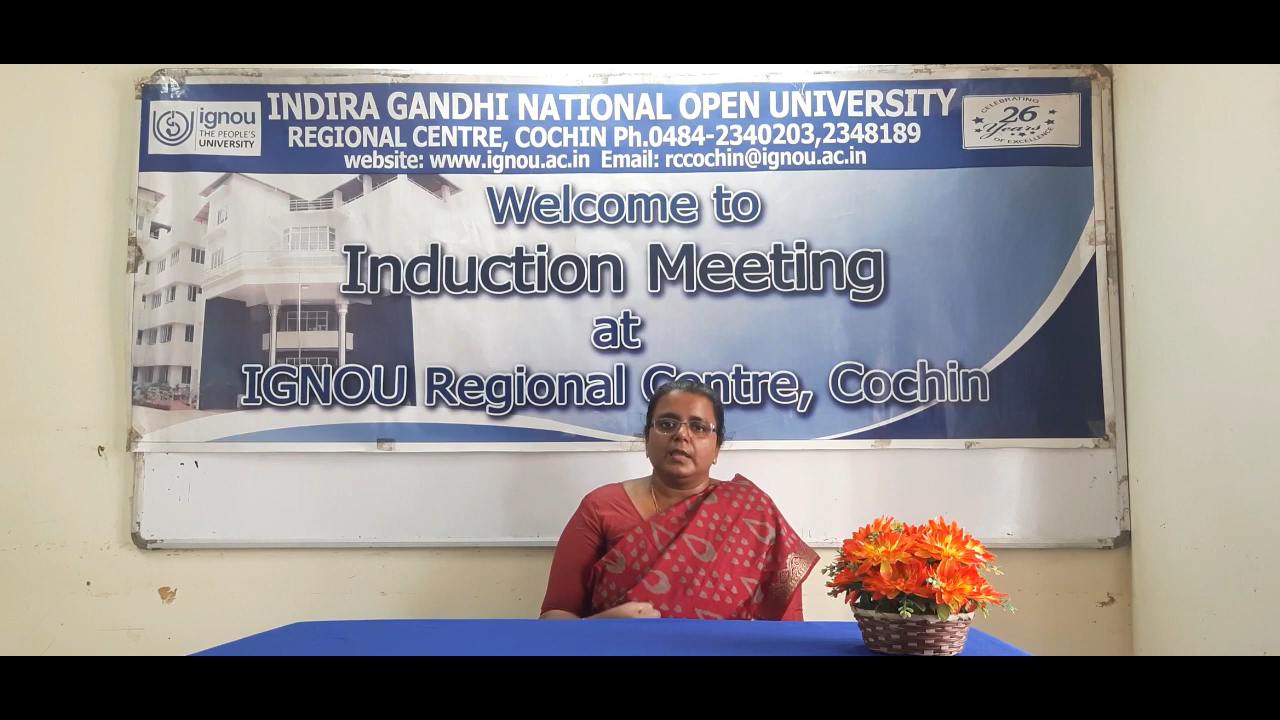 ignou
THE PEOPLE'S
UNIVERSITY
INDIRA GANDHI NATIONAL OPEN UNIVERSITY
REGIONAL CENTRE, COCHIN Ph.0484-2340203,2348189
website: www.ignou.ac.in Email: rccochin@ignou.ac.in
CELEBRATING
26
Years
OF EXCELLENCE
Welcome to
Induction Meeting
at
IGNOU Regional Centre, Cochin